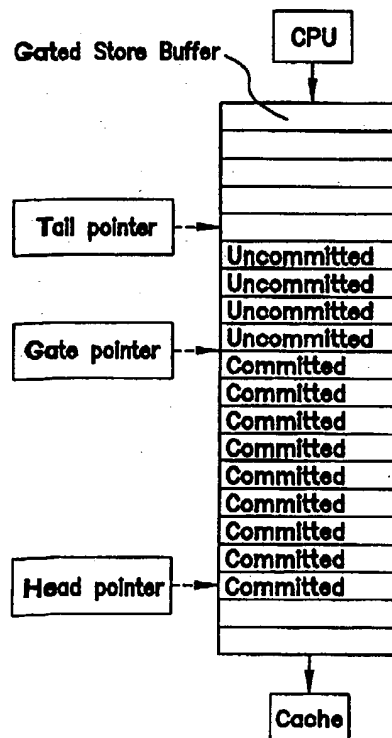 CPU
Gated Store Buffer
Tail pointer
Uncommitted
Uncommitted
Uncommitted
Uncommitted
Gate pointer
Committed
Committed
Committed
Committed
Committed
Committed
Committed
Committed
Head pointer
Committed
Cache